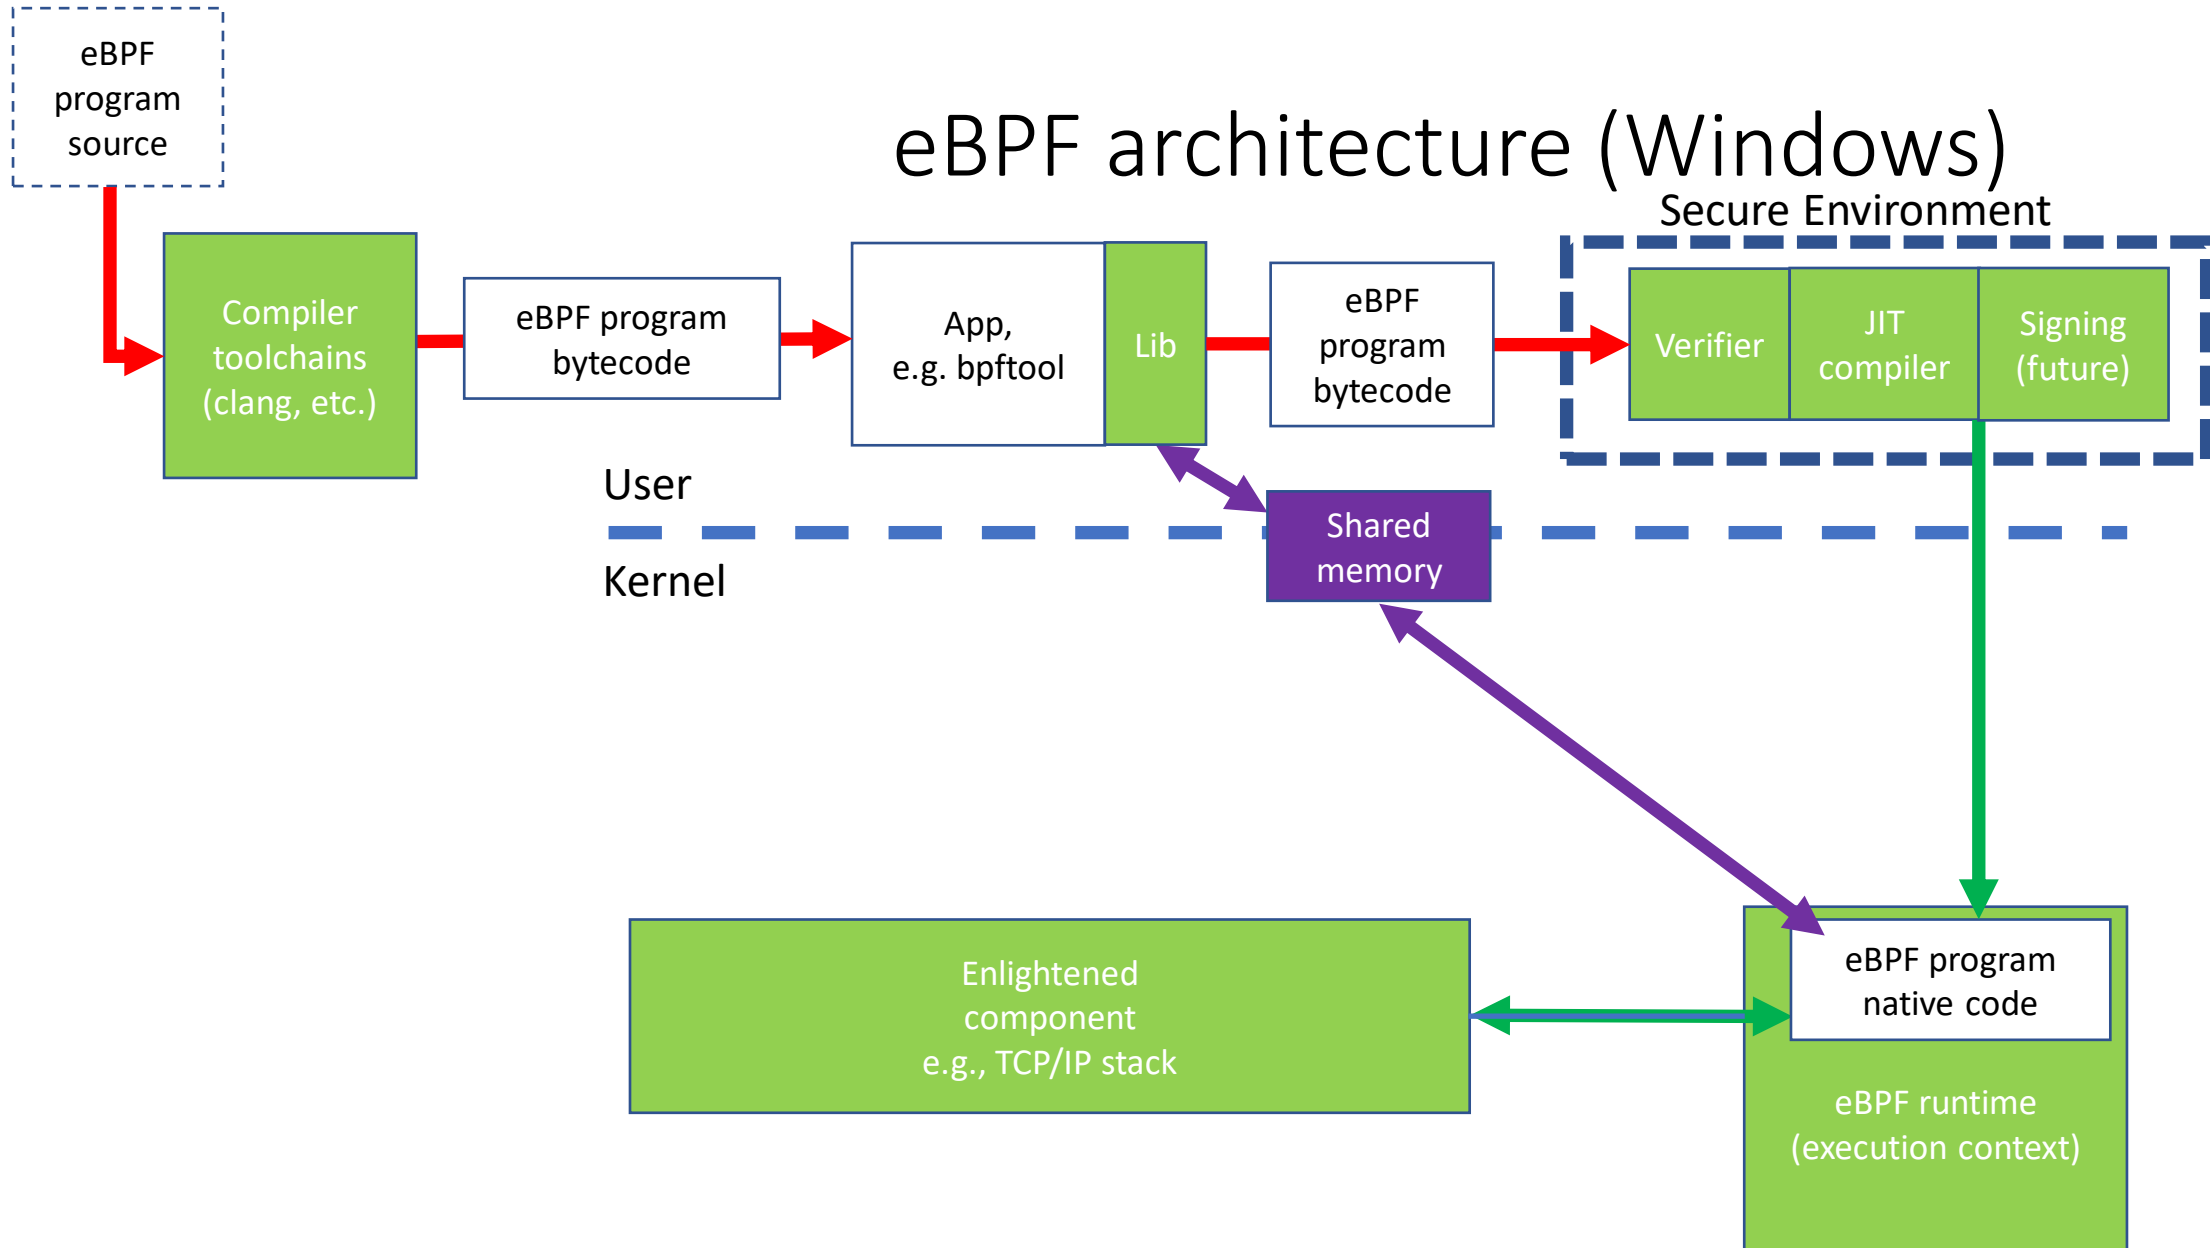 eBPF
program
source
eBPF architecture (Windows)
Secure Environment
Compiler
toolchains
(clang, etc.)
eBPF program
bytecode
App,
e.g. bpftool
Lib
eBPF
program
bytecode
Verifier
JIT
compiler
Signing
(future)
User
Shared
memory
Kernel
Enlightened
component
e.g., TCP/IP stack
eBPF program
native code
eBPF runtime
(execution context)